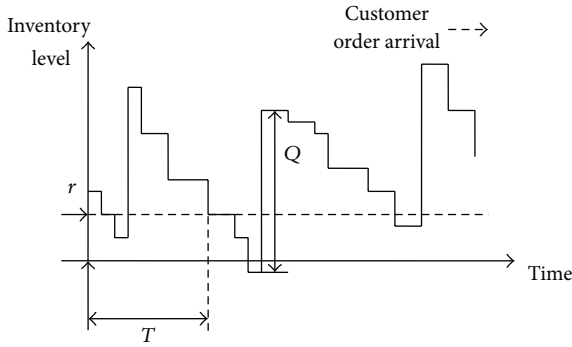 Inventory
level
Customer
order arrival
r
Q
Time
T